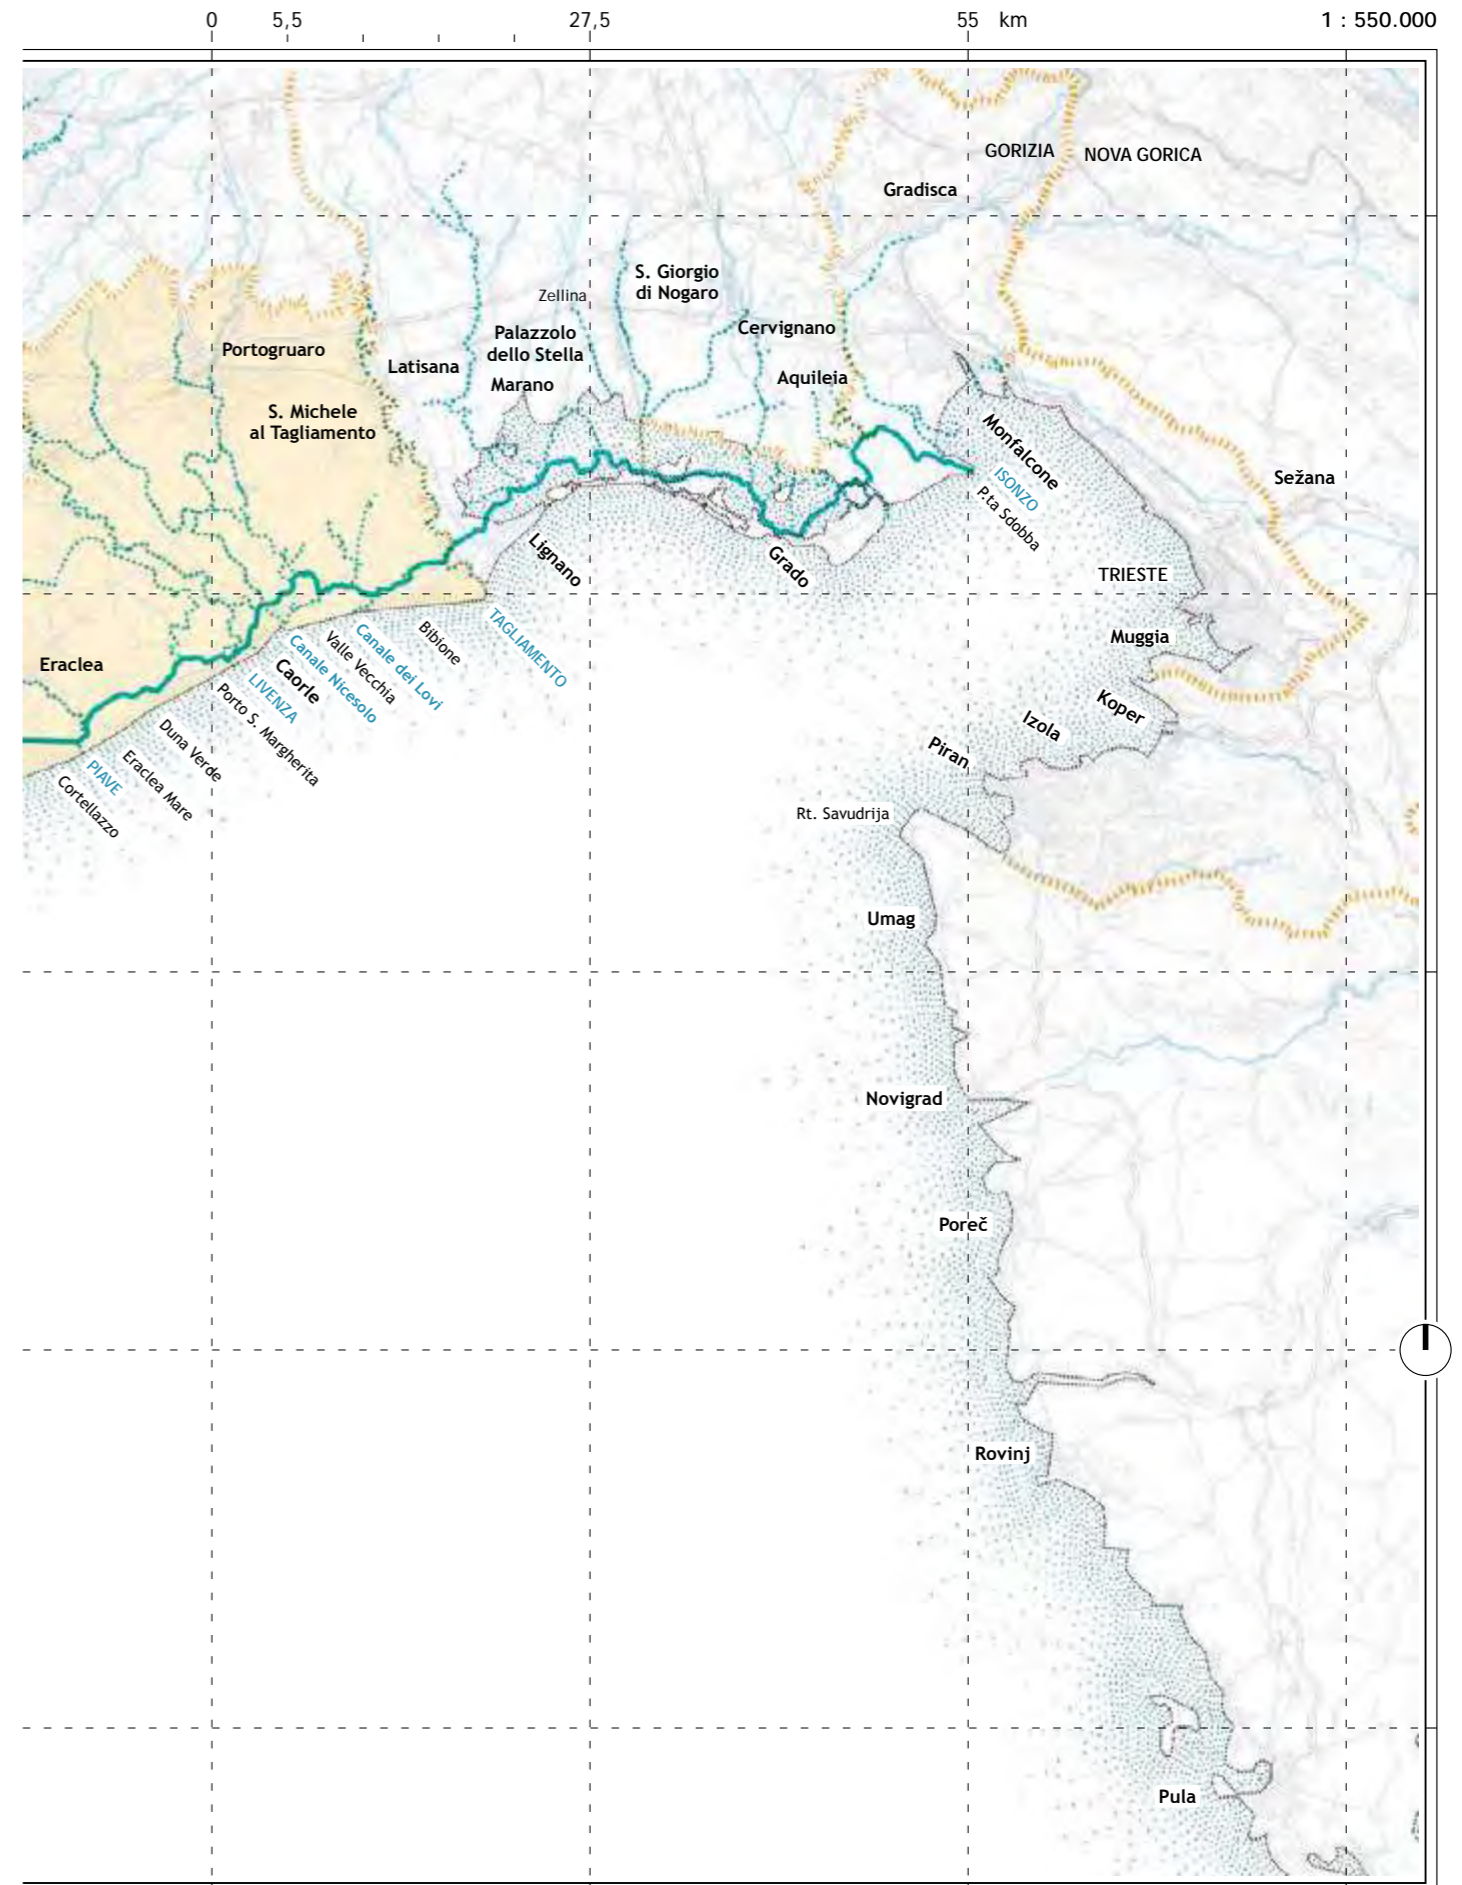 0 5,5 27,5 55 km 1 : 550.000
GORIZIA
NOVA GORICA
Gradisca
S. Giorgio
di Nogaro
Zellina
Cervignano
Palazzolo
dello Stella
Portogruaro
Latisana
Marano
Aquileia
S. Michele
al Tagliamento
Monfalcone
ISONZO
P.ta Sdobba
Sežana
Lignano
Grado
TRIESTE
Muggia
TAGLIAMENTO
Bibione
Canale dei Lovi
Valle Vecchia
Canale Nicesolo
Caorle
LIVENZA
Porto S. Margherita
Eraclea
Duna Verde
Eraclea Mare
PIAVE
Cortellazzo
Koper
Izola
Piran
Rt. Savudrija
Umag
Novigrad
Poreč
Rovinj
Pula